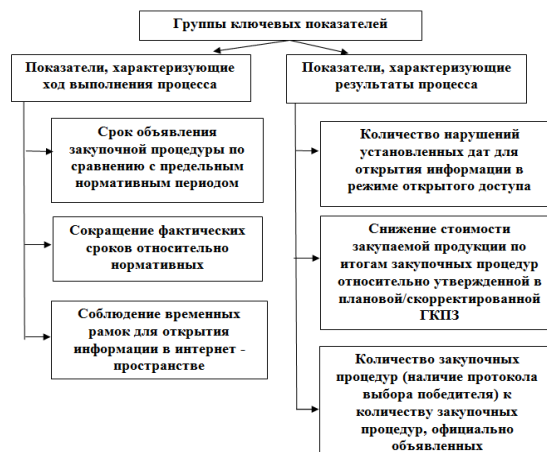 Группы ключевых показателей
Показатели, характеризующие
ход выполнения процесса
Срок объявления
закупочной процедуры по
сравнению с предельным
нормативным периодом
Сокращение фактических
сроков относительно
нормативных
Соблюдение временных
рамок для открытия
информации в интернет -
пространстве
Показатели, характеризующие
результаты процесса
Количество нарушений
установленных дат для
открытия информации в
режиме открытого доступа
Снижение стоимости
закупаемой продукции по
итогам закупочных процедур
относительно утвержденной в
плановой/скорректированной
ГКПЗ
Количество закупочных
процедур (наличие протокола
выбора победителя) к
количеству закупочных
процедур, официально
объявленных